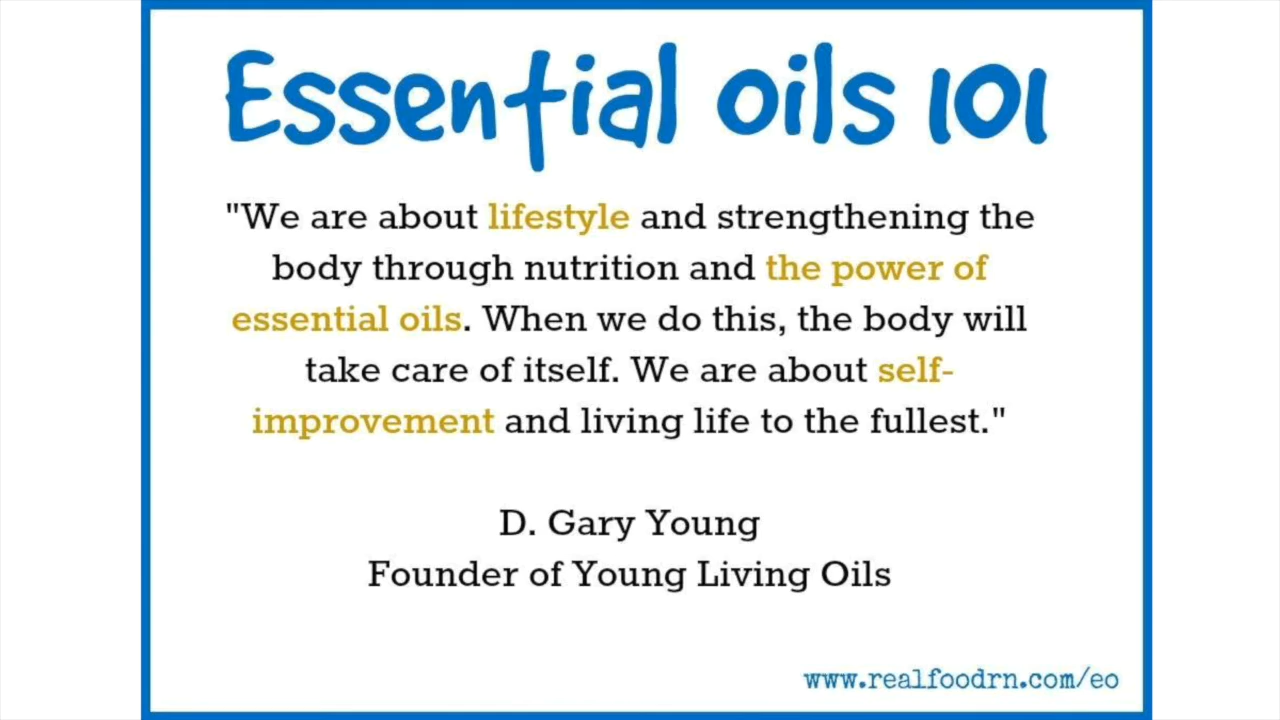 Essential oils 101
"We are about lifestyle and strengthening the
body through nutrition and the power of
essential oils. When we do this, the body will
take care of itself. We are about self-
improvement and living life to the fullest."
D. Gary Young
Founder of Young Living Oils
www.realfoodrn.com/eo